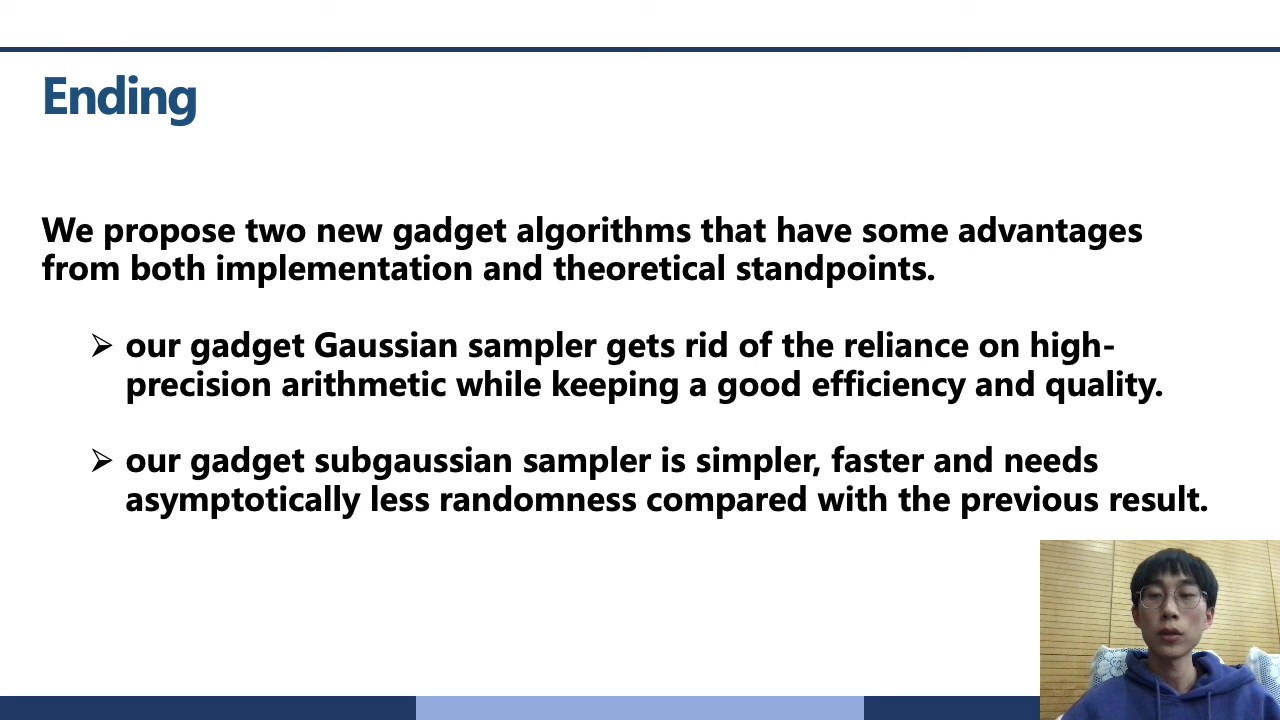 Ending
We propose two new gadget algorithms that have some advantages
from both implementation and theoretical standpoints.
➢ our gadget Gaussian sampler gets rid of the reliance on high-
precision arithmetic while keeping a good efficiency and quality.
➢ our gadget subgaussian sampler is simpler, faster and needs
asymptotically less randomness compared with the previous result.